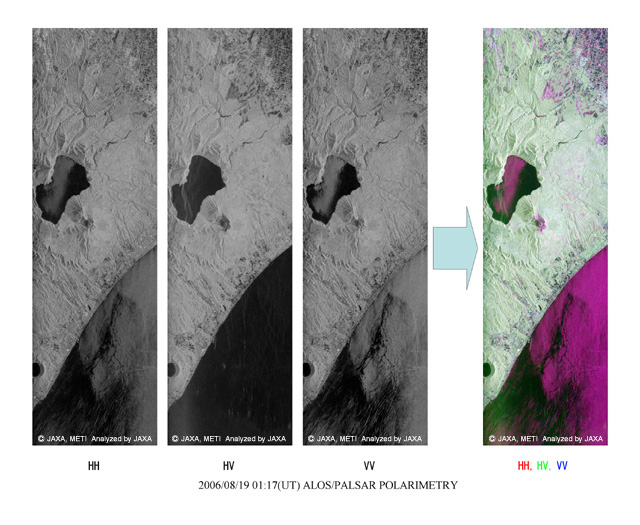 © JAXA, METI Analyzed by JAXA
© JAXA, METI Analyzed by JAXA
© JAXA, METI Analyzed by JAXA
© JAXA, METI Analyzed by JAXA
HH
HV
VV
HH, HV, VV
2006/08/19 01:17(UT) ALOS/PALSAR POLARIMETRY